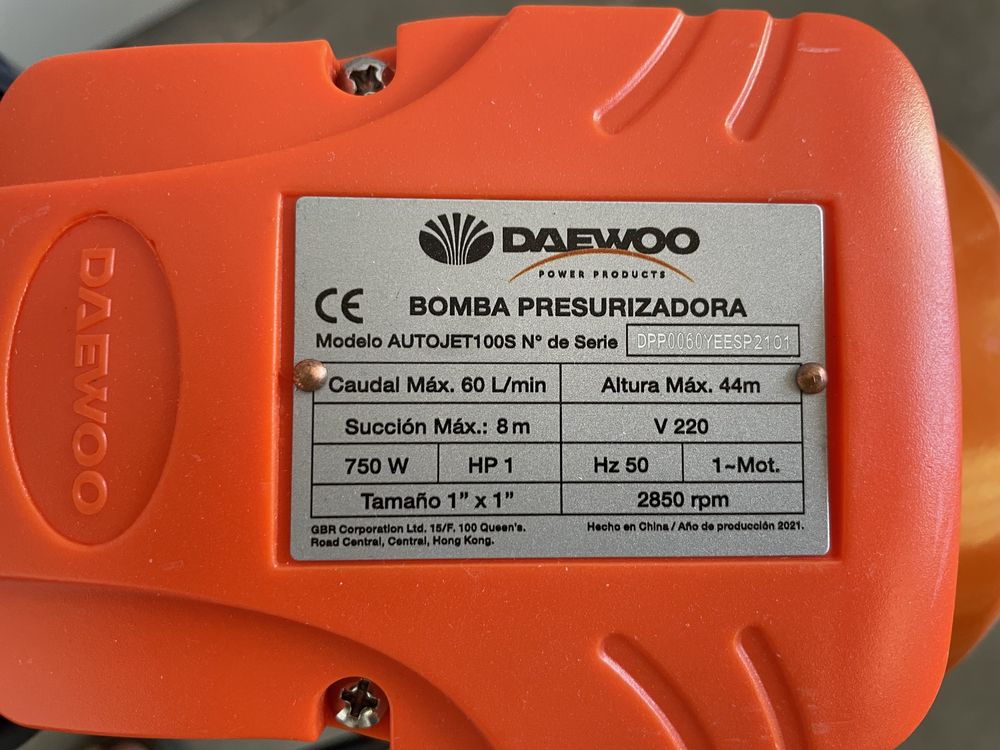 DAEWOO
DAEWOO
POWER PRODUCTS
CE BOMBA PRESURIZADORA
Modelo AUTOJET100S N° de Serie DPP0060YEESP2101
Caudal Máx. 60 L/min Altura Máx. 44m
Succión Máx.: 8 m V 220
750 W HP 1 Hz 50 1~Mot.
Tamaño 1” x 1” 2850 rpm
GBR Corporation Ltd. 15/F. 100 Queen's. Hecho en China / Año de producción 2021.
Road Central, Central, Hong Kong.